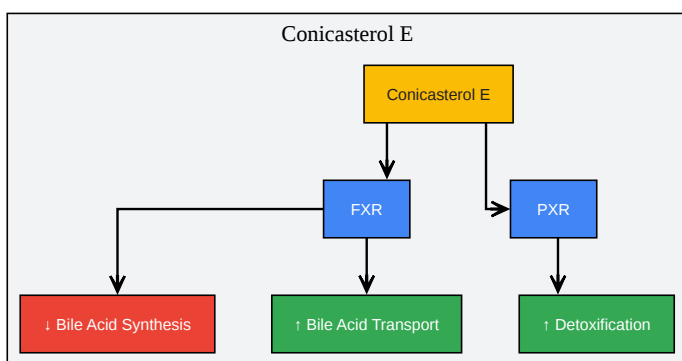 Conicasterol E
Conicasterol E
FXR
PXR
↓ Bile Acid Synthesis
↑ Bile Acid Transport
↑ Detoxification